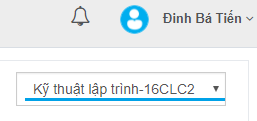 Đinh Bá Tiến
Kỹ thuật lập trình-16CLC2